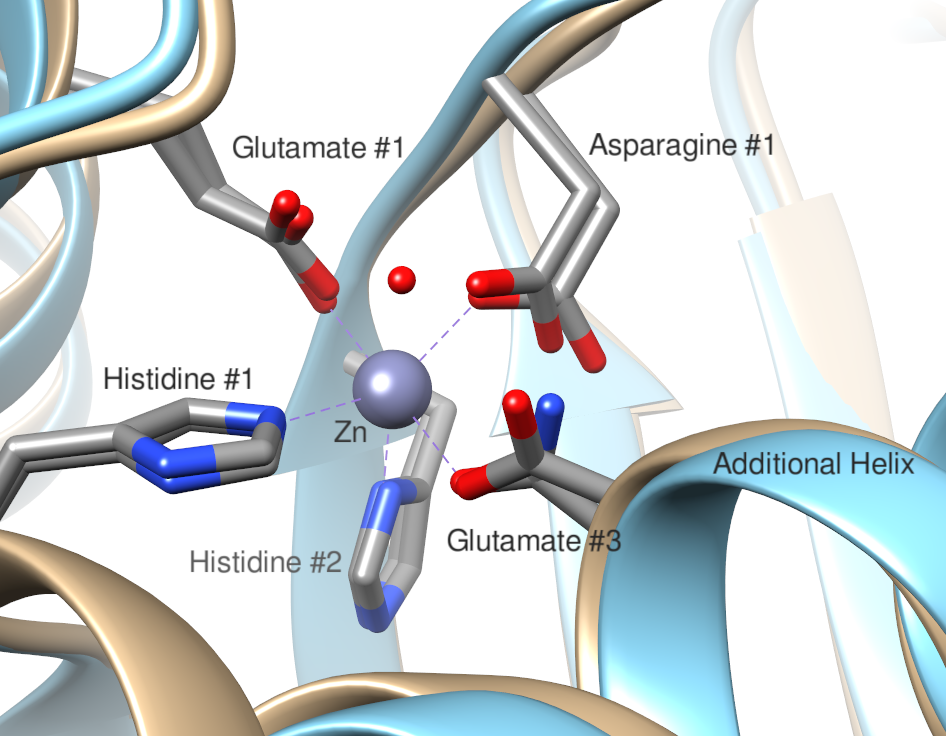 Glutamate #1
Asparagine #1
Histidine #1
Zn
Additional Helix
Glutamate #3
Histidine #2